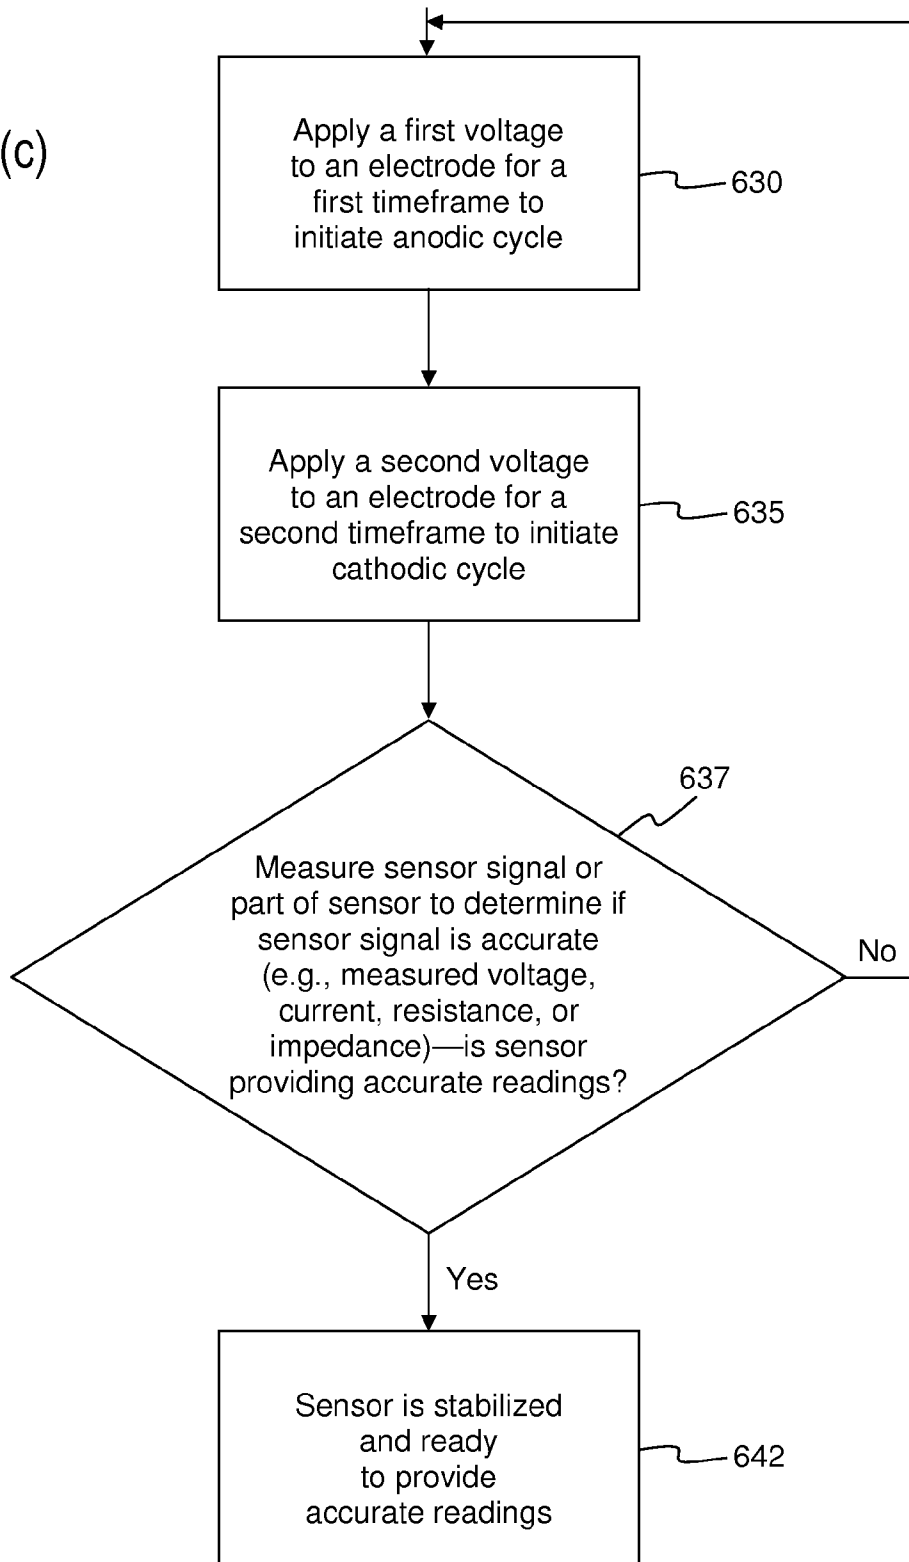 (c)
Apply a first voltage
to an electrode for a
first timeframe to
initiate anodic cycle
630
Apply a second voltage
to an electrode for a
second timeframe to initiate
cathodic cycle
635
637
Measure sensor signal or
part of sensor to determine if
sensor signal is accurate
(e.g., measured voltage,
current, resistance, or
impedance)—is sensor
providing accurate readings?
No
Yes
Sensor is stabilized
and ready
to provide
accurate readings
642